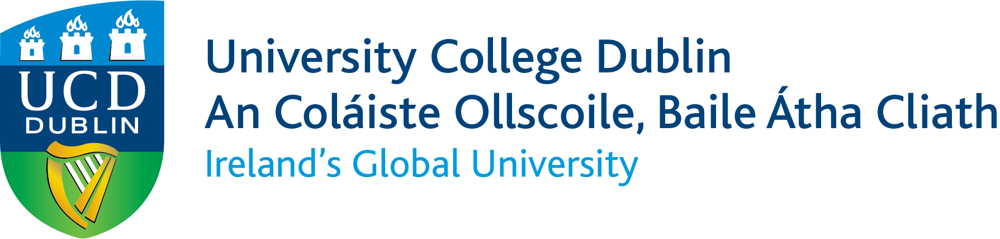 UCD
DUBLIN
University College Dublin
An Coláiste Ollscoile, Baile Átha Cliath
Ireland’s Global University